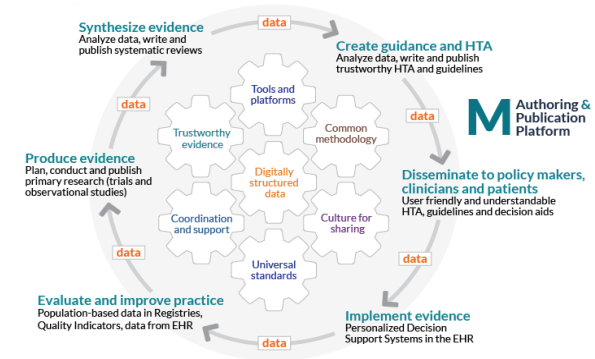 data
Synthesize evidence
Analyze data, write and
publish systematic reviews
Create guidance and HTA
Analyze data, write and publish
trustworthy HTA and guidelines
Tools and
platforms
data
data
M Authoring &
Publication
Platform
Trustworthy
evidence
Common
methodology
Produce evidence
Plan, conduct and publish
primary research (trials and
observational studies)
Digitally
structured
data
Disseminate to policy makers,
clinicians and patients
User friendly and understandable
HTA, guidelines and decision aids
Coordination
and support
Culture for
sharing
data
data
Universal
standards
Evaluate and improve practice
Population-based data in Registries,
Quality Indicators, data from EHR
Implement evidence
Personalized Decision
Support Systems in the EHR
data